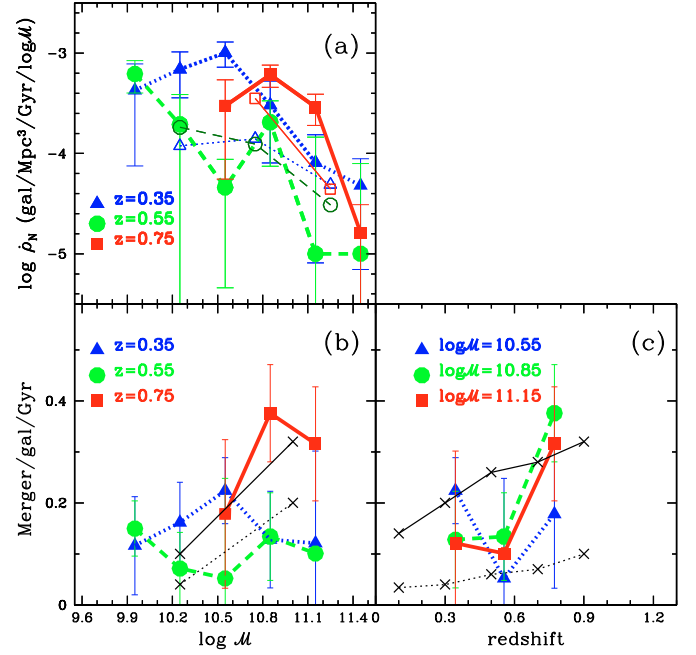 (a)
-3
-4
-5
log ρ̇_N (gal/Mpc³/Gyr/logℳ)
z=0.35
z=0.55
z=0.75
(b)
z=0.35
z=0.55
z=0.75
0.4
0.2
0
Merger/gal/Gyr
9.6 9.9 10.2 10.5 10.8 11.1 11.4
log ℳ
(c)
logℳ=10.55
logℳ=10.85
logℳ=11.15
0 0.3 0.6 0.9 1.2
redshift